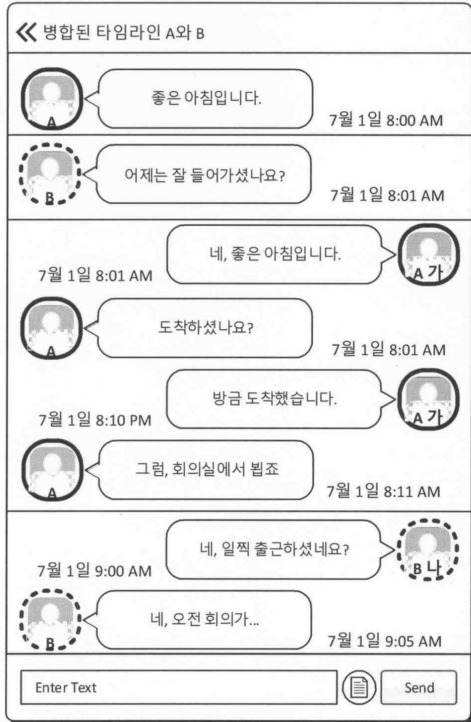 ≪ 병합된 타임라인 A와 B
좋은 아침입니다.
A
7월 1일 8:00 AM
어제는 잘 들어가셨나요?
B
7월 1일 8:01 AM
네, 좋은 아침입니다.
A 가
7월 1일 8:01 AM
도착하셨나요?
A
7월 1일 8:01 AM
방금 도착했습니다.
A 가
7월 1일 8:10 PM
그럼, 회의실에서 뵙죠
A
7월 1일 8:11 AM
네, 일찍 출근하셨네요?
B 나
7월 1일 9:00 AM
네, 오전 회의가...
B
7월 1일 9:05 AM
Enter Text
Send